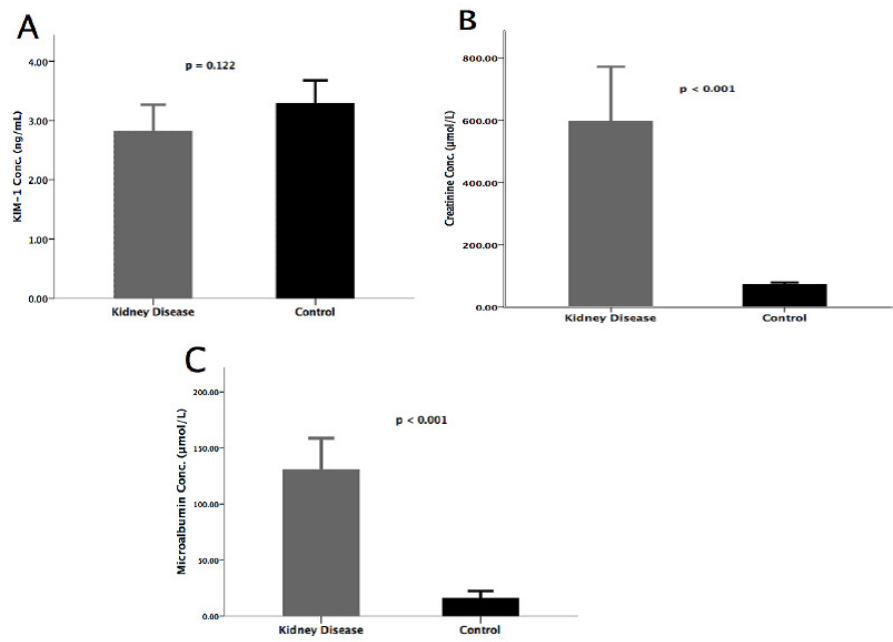 A
p = 0.122
KIM-1 Conc. (ng/mL)
4.00
3.00
2.00
1.00
0.00
Kidney Disease
Control
B
p < 0.001
Creatinine Conc. (µmol/L)
800.00
600.00
400.00
200.00
0.00
Kidney Disease
Control
C
p < 0.001
Microalbumin Conc. (µmol/L)
200.00
150.00
100.00
50.00
0.00
Kidney Disease
Control